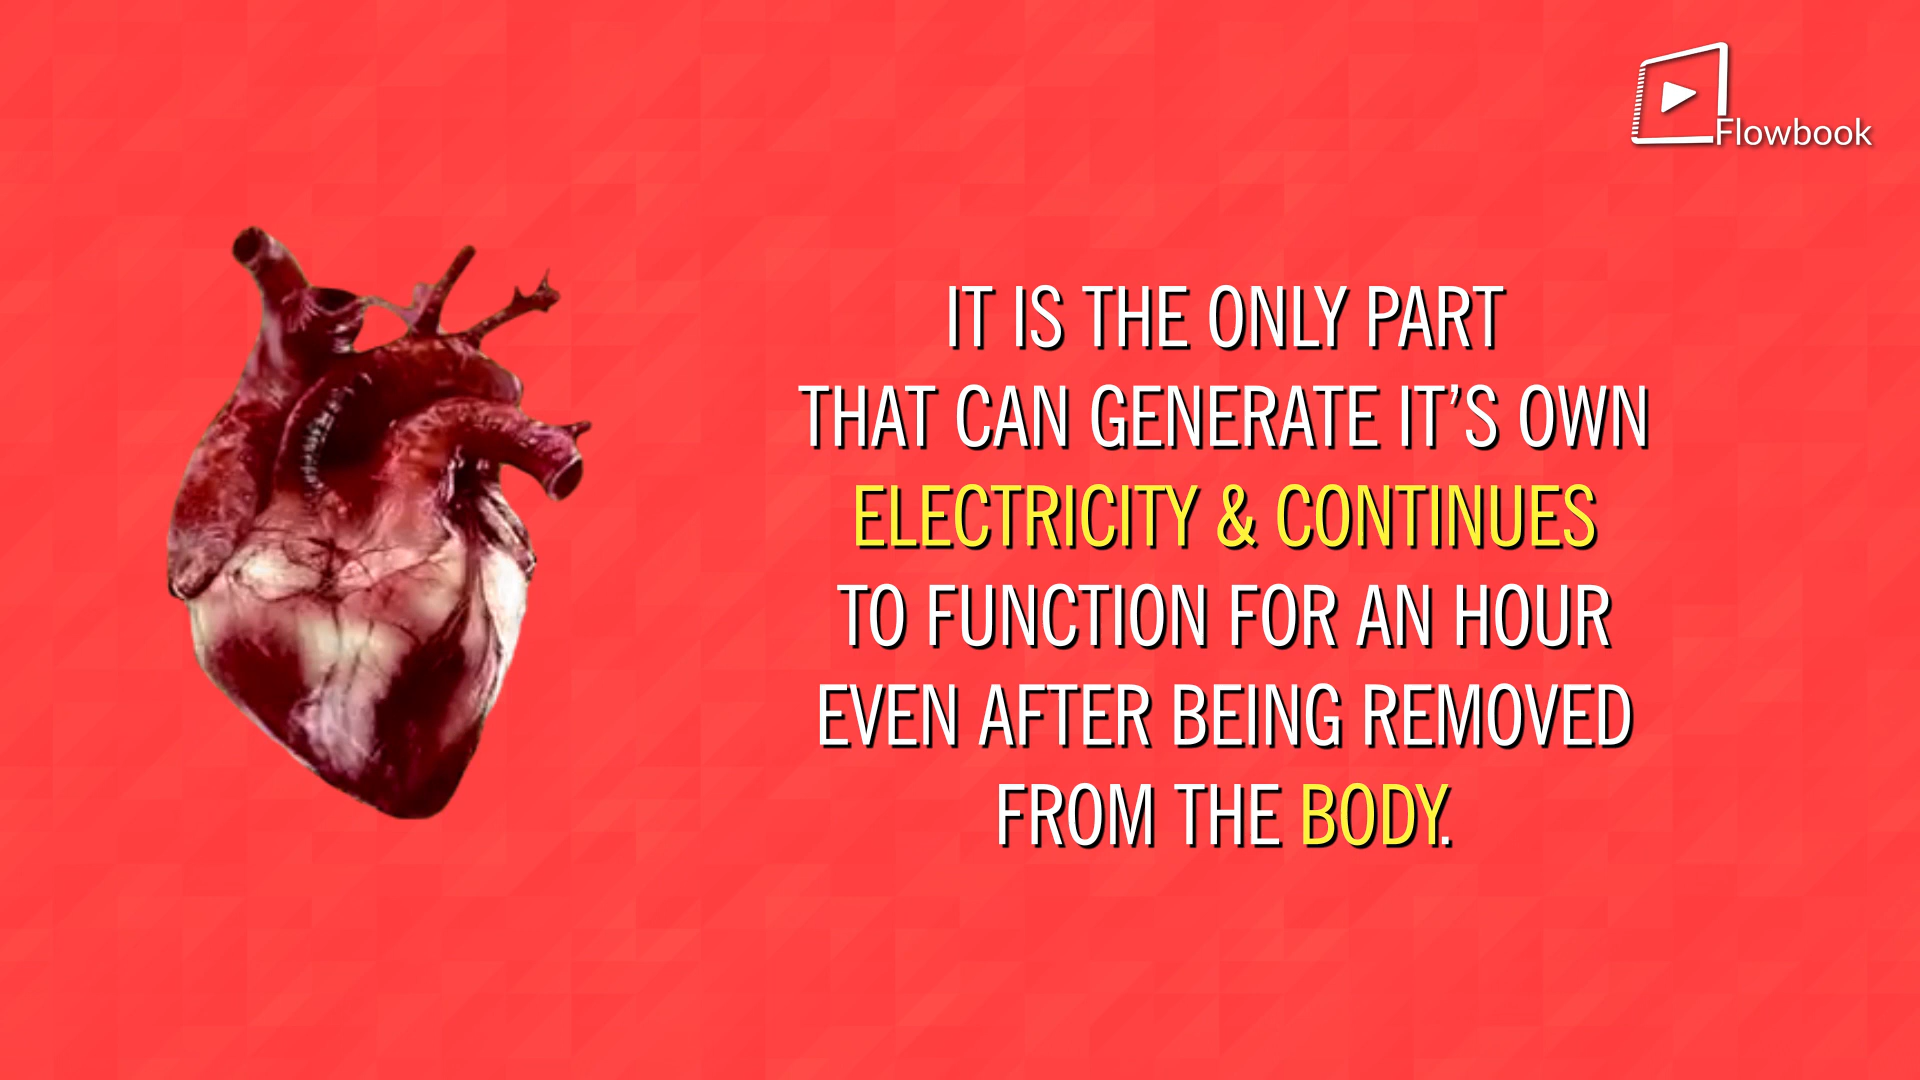 Flowbook
IT IS THE ONLY PART
THAT CAN GENERATE IT’S OWN
ELECTRICITY & CONTINUES
TO FUNCTION FOR AN HOUR
EVEN AFTER BEING REMOVED
FROM THE BODY.